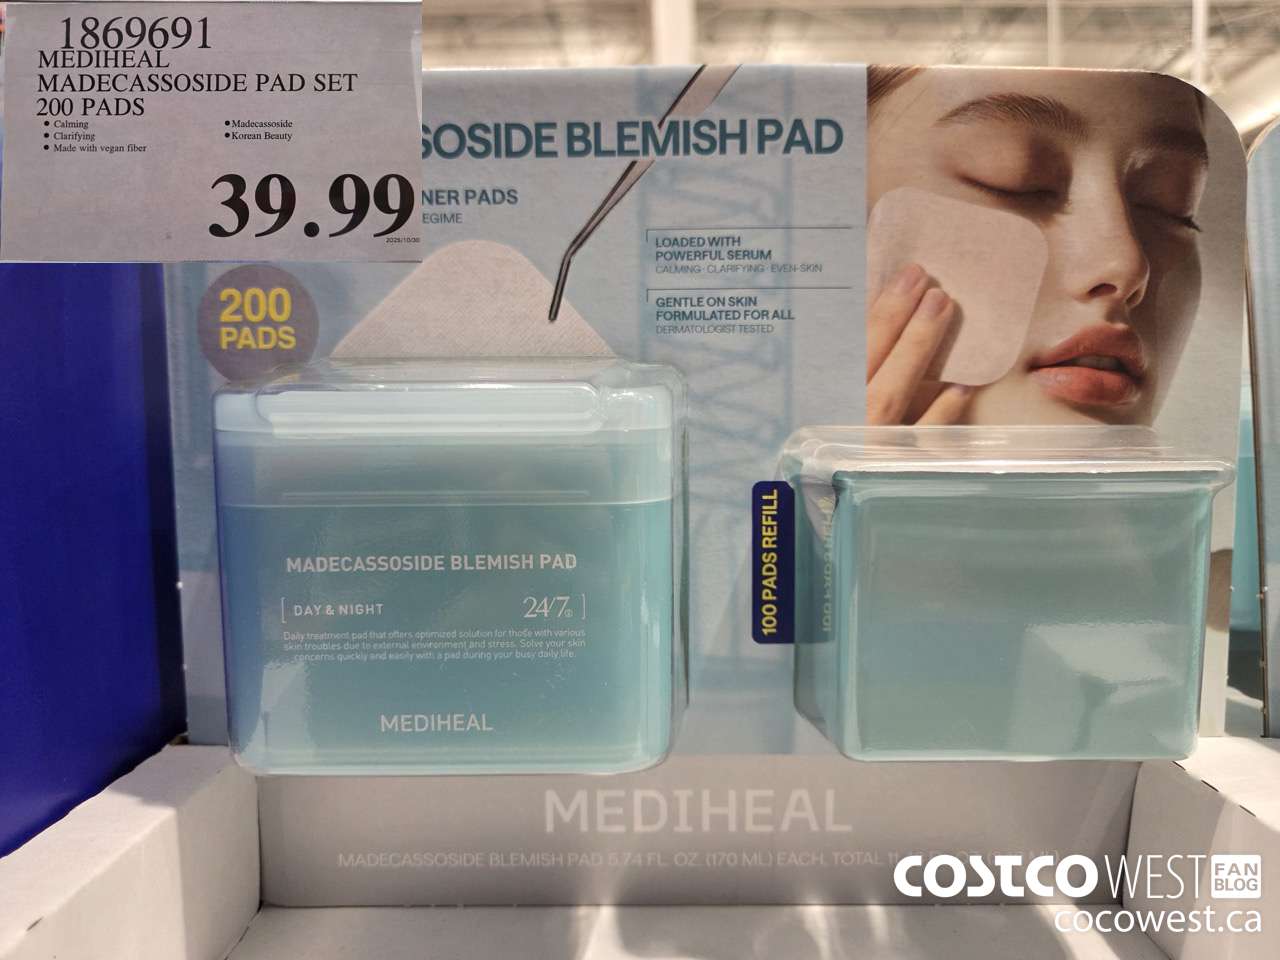 1869691
MEDIHEAL
MADECASSOSIDE PAD SET
200 PADS
• Calming
• Clarifying
• Made with vegan fiber
• Madecassoside
• Korean Beauty
39.99
2025/10/30
SOSIDE BLEMISH PAD
NER PADS
EGIME
LOADED WITH
POWERFUL SERUM
CALMING · CLARIFYING · EVEN-SKIN
GENTLE ON SKIN
FORMULATED FOR ALL
DERMATOLOGIST TESTED
200
PADS
100 PADS REFILL
MADECASSOSIDE BLEMISH PAD
[ DAY & NIGHT 24/7 ]
Daily treatment pad that offers optimized solution for those with various
skin troubles due to external environment and stress. Solve your skin
concerns quickly and easily with a pad during your busy daily life.
MEDIHEAL
MEDIHEAL
MADECASSOSIDE BLEMISH PAD 5.74 FL. OZ. (170 ML) EACH, TOTAL
COSTCO WEST FAN
BLOG
cocowest.ca